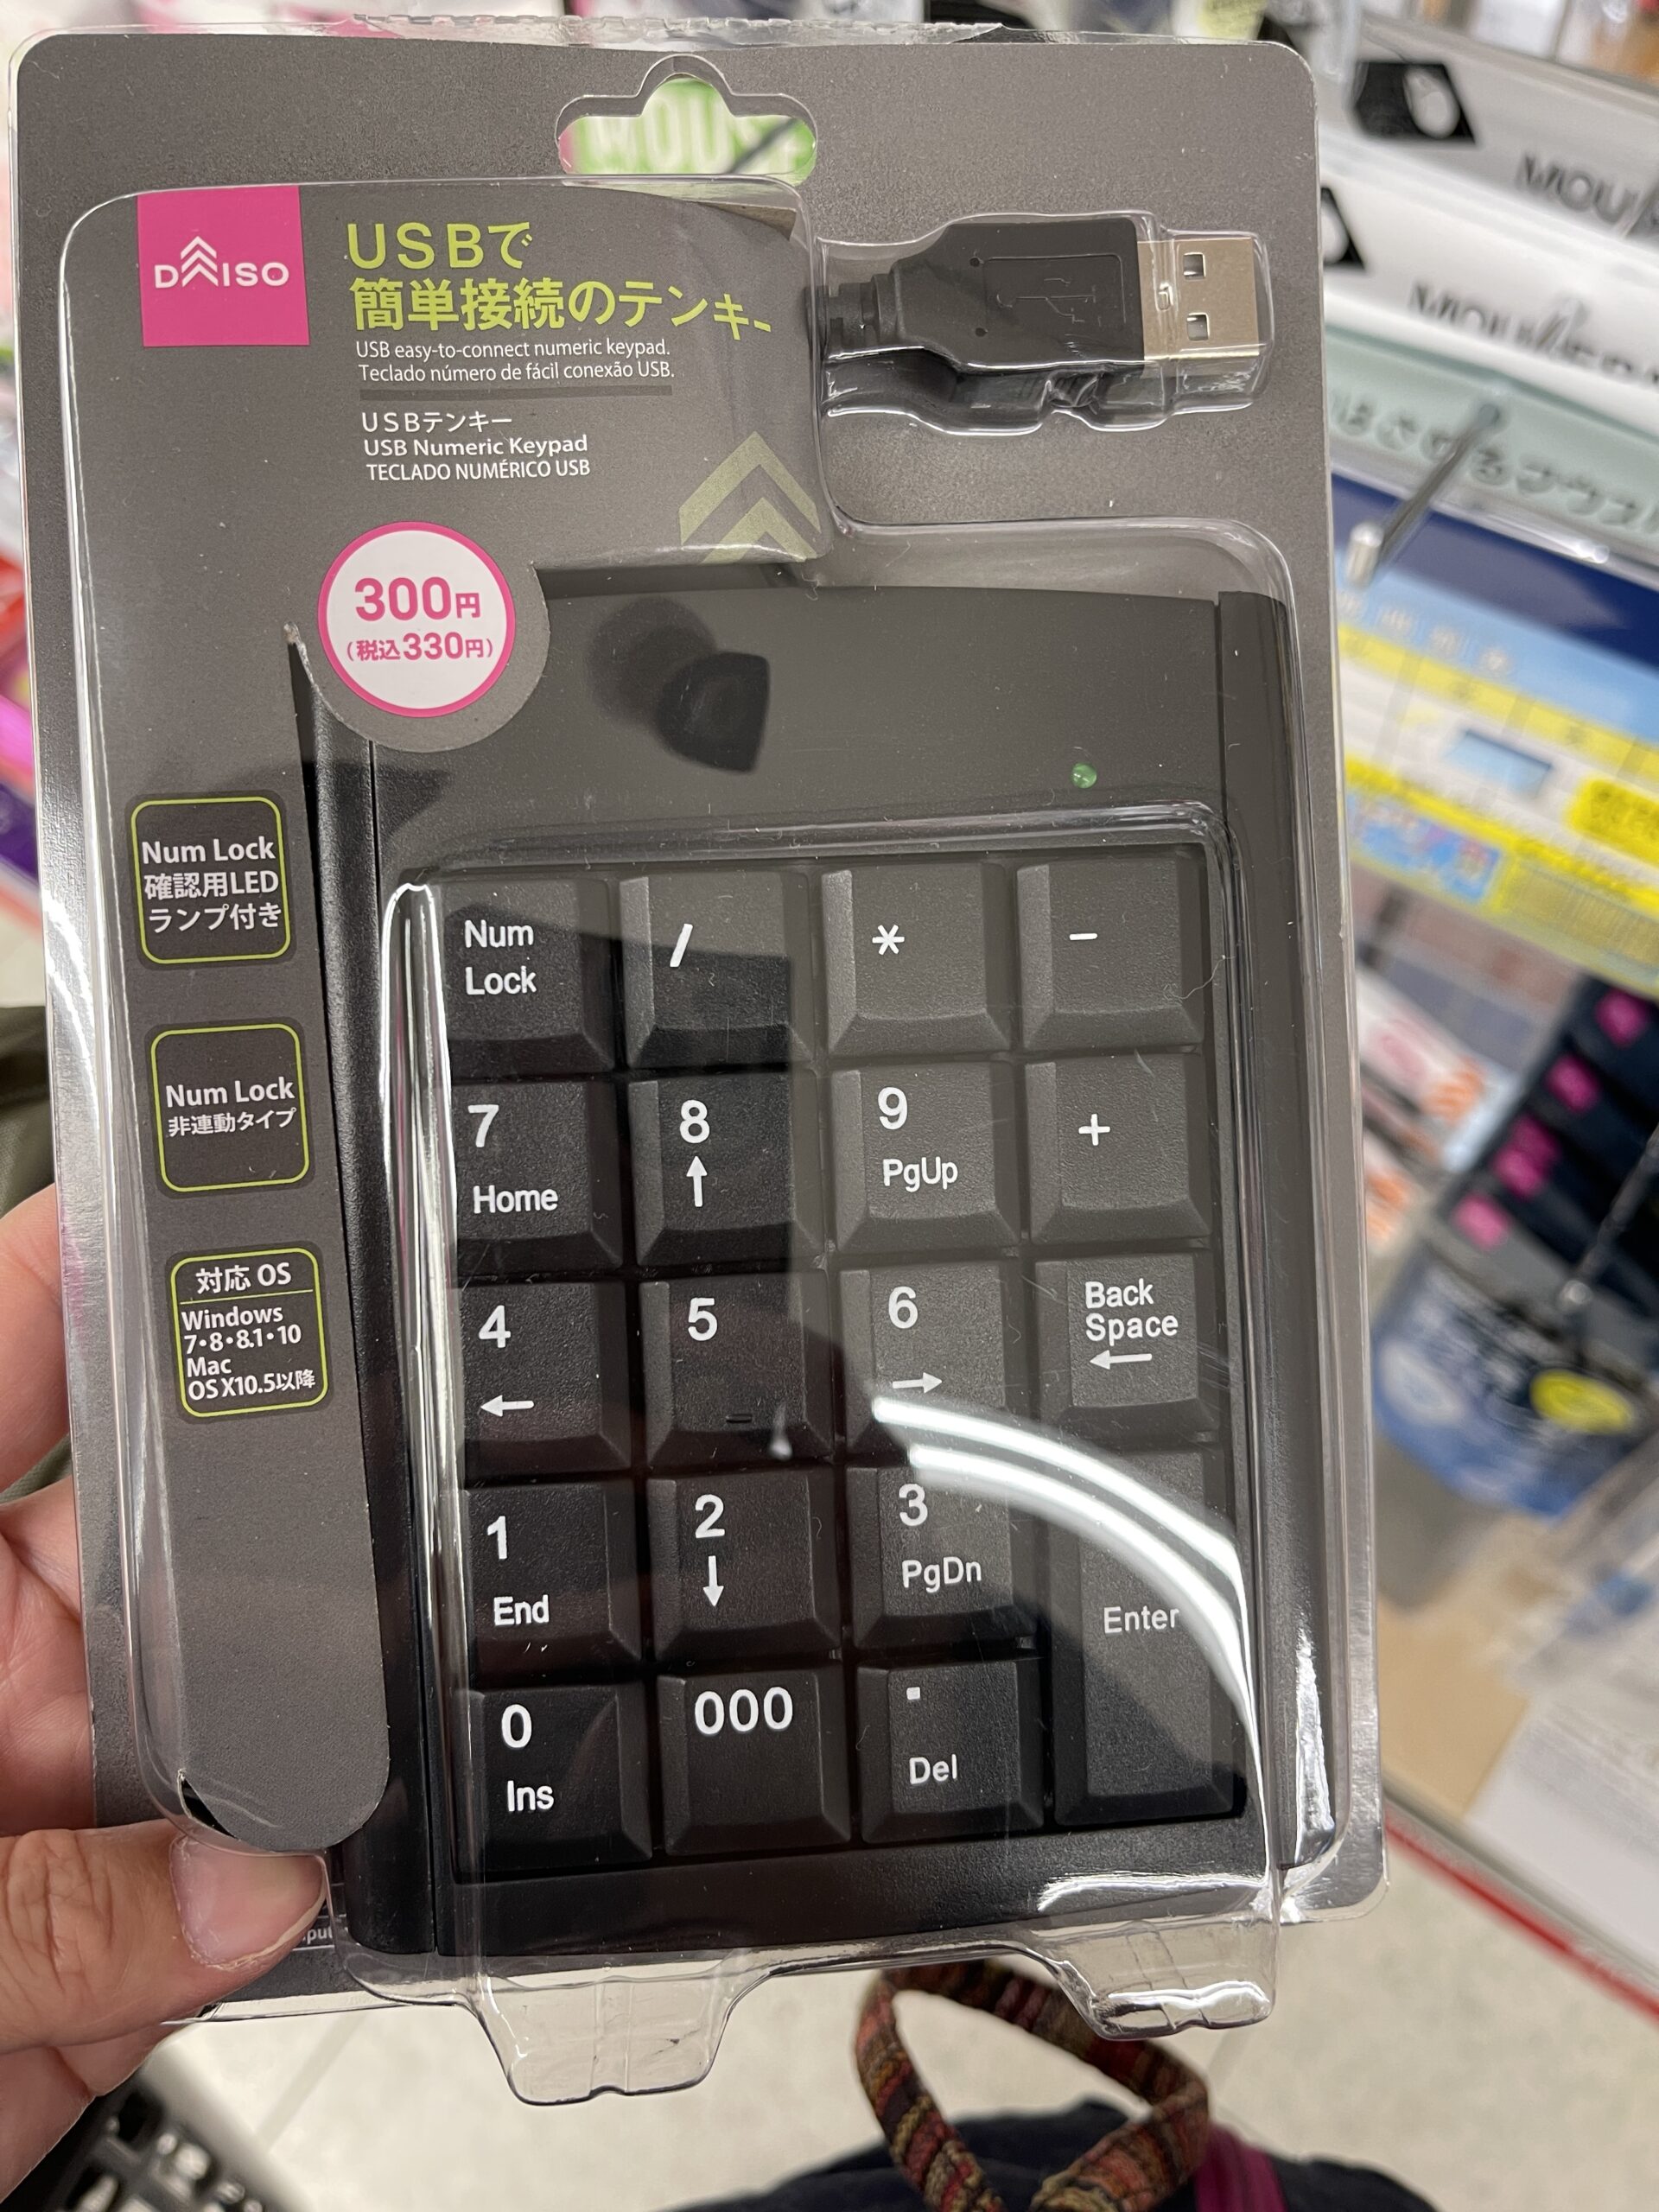 MOUSE
DAISO
USBで
簡単接続のテンキー
USB easy-to-connect numeric keypad.
Teclado número de fácil conexão USB.
USBテンキー
USB Numeric Keypad
TECLADO NUMÉRICO USB
300円
(税込330円)
Num Lock
確認用LED
ランプ付き
Num Lock
非連動タイプ
対応 OS
Windows
7・8・8.1・10
Mac
OS X10.5以降
Num
Lock
/
*
-
7
Home
8
↑
9
PgUp
+
4
←
5
6
→
Back
Space
←
1
End
2
↓
3
PgDn
Enter
0
Ins
000
.
Del